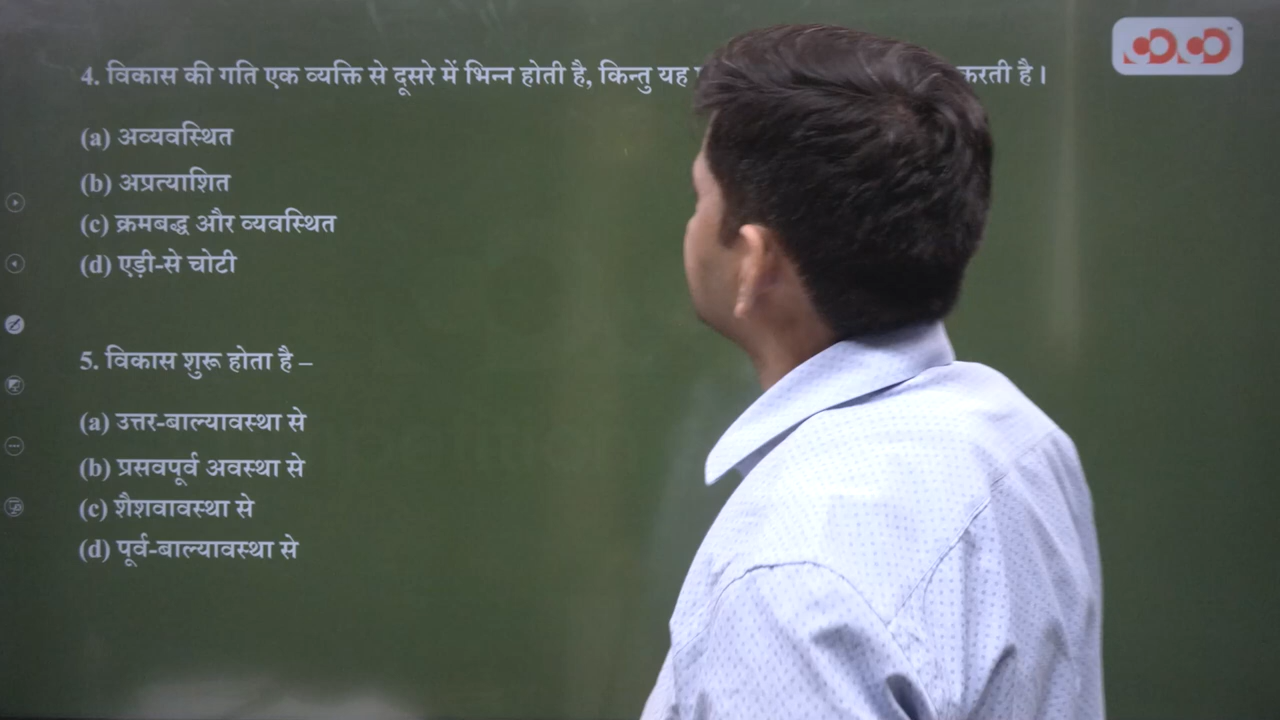 4. विकास की गति एक व्यक्ति से दूसरे में भिन्न होती है, किन्तु यह करती है।
(a) अव्यवस्थित
(b) अप्रत्याशित
(c) क्रमबद्ध और व्यवस्थित
(d) एड़ी-से चोटी
5. विकास शुरू होता है –
(a) उत्तर-बाल्यावस्था से
(b) प्रसवपूर्व अवस्था से
(c) शैशवावस्था से
(d) पूर्व-बाल्यावस्था से